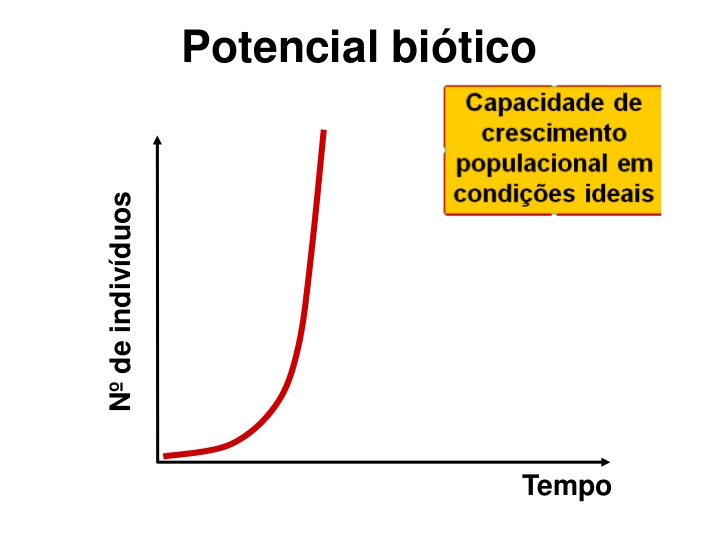 Potencial biótico
Capacidade de
crescimento
populacional em
condições ideais
Nº de indivíduos
Tempo